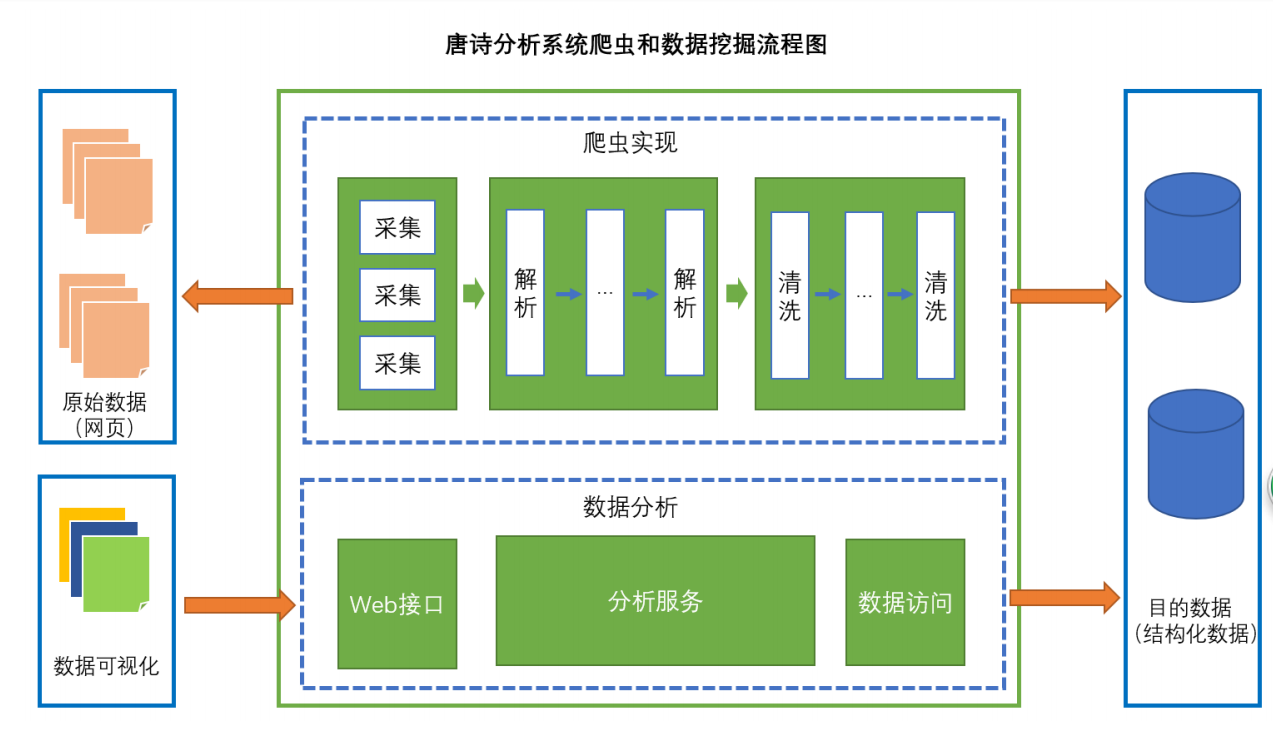 唐诗分析系统爬虫和数据挖掘流程图
爬虫实现
采集
采集
采集
解析
...
解析
清洗
...
清洗
原始数据
（网页）
数据分析
Web接口
分析服务
数据访问
数据可视化
目的数据
（结构化数据）